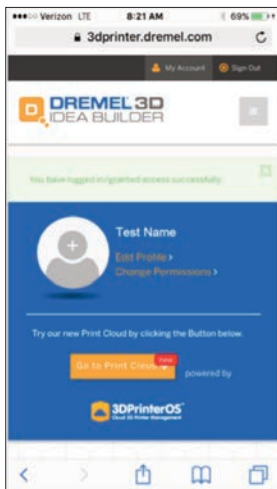 Verizon LTE 8:21 AM 69%
3dprinter.dremel.com
My Account Sign Out
DREMEL 3D
IDEA BUILDER
You have logged in/granted access successfully.
Test Name
Edit Profile >
Change Permissions >
Try our new Print Cloud by clicking the Button below.
new
Go to Print Cloud
powered by
3DPrinterOS
Cloud 3D Printer Management